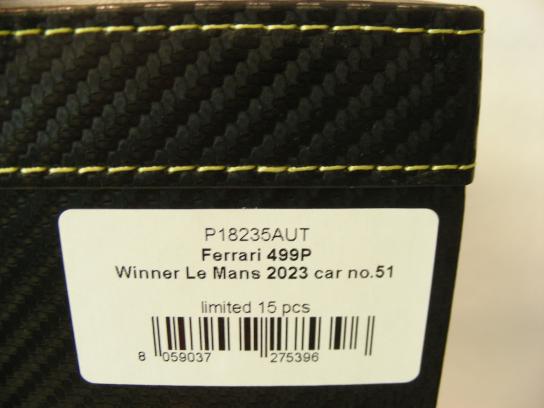 P18235AUT
Ferrari 499P
Winner Le Mans 2023 car no.51
limited 15 pcs
8 059037 275396